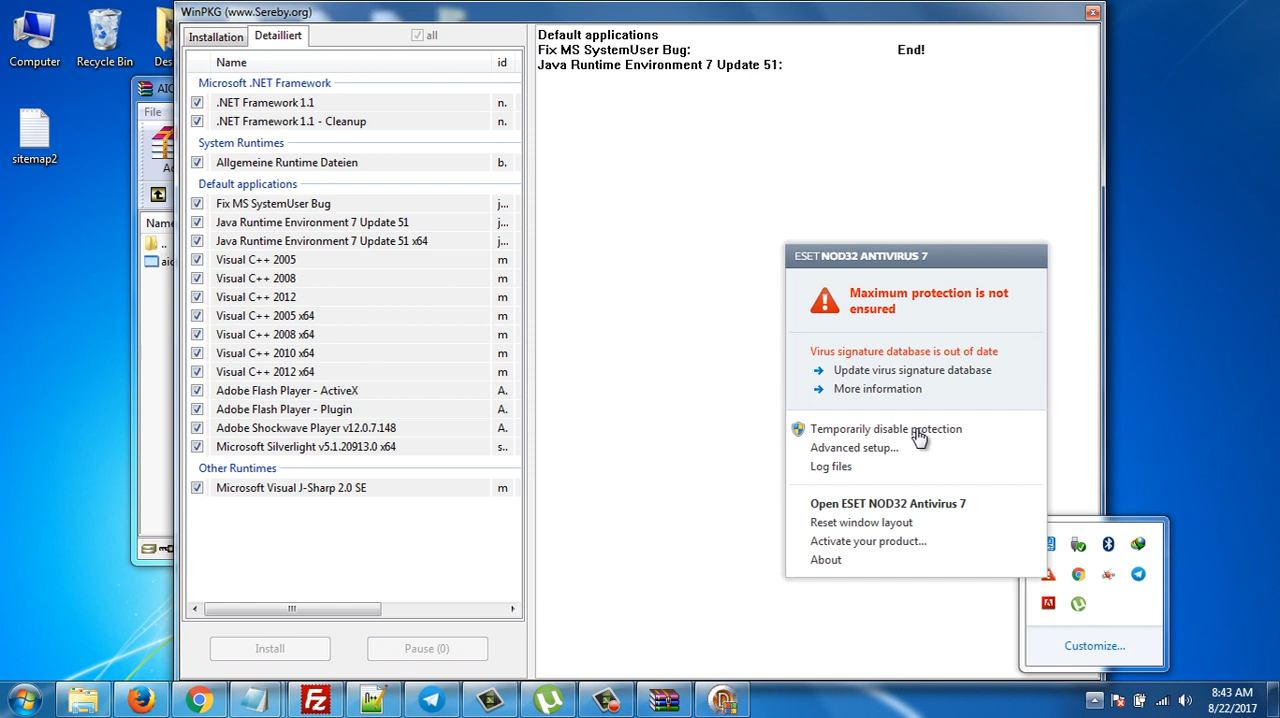 Computer
Recycle Bin
Des
sitemap2
AIO
File
Ad
Name
..
aio
WinPKG (www.Sereby.org)
Installation
Detailliert
all
Name
id
Microsoft .NET Framework
.NET Framework 1.1 n.
.NET Framework 1.1 - Cleanup n.
System Runtimes
Allgemeine Runtime Dateien b.
Default applications
Fix MS SystemUser Bug j...
Java Runtime Environment 7 Update 51 j...
Java Runtime Environment 7 Update 51 x64 j...
Visual C++ 2005 m
Visual C++ 2008 m
Visual C++ 2012 m
Visual C++ 2005 x64 m
Visual C++ 2008 x64 m
Visual C++ 2010 x64 m
Visual C++ 2012 x64 m
Adobe Flash Player - ActiveX A.
Adobe Flash Player - Plugin A.
Adobe Shockwave Player v12.0.7.148 A.
Microsoft Silverlight v5.1.20913.0 x64 s..
Other Runtimes
Microsoft Visual J-Sharp 2.0 SE m
Install
Pause (0)
Default applications
Fix MS SystemUser Bug: End!
Java Runtime Environment 7 Update 51:
ESET NOD32 ANTIVIRUS 7
Maximum protection is not
ensured
Virus signature database is out of date
Update virus signature database
More information
Temporarily disable protection
Advanced setup...
Log files
Open ESET NOD32 Antivirus 7
Reset window layout
Activate your product...
About
Customize...
8:43 AM
8/22/2017